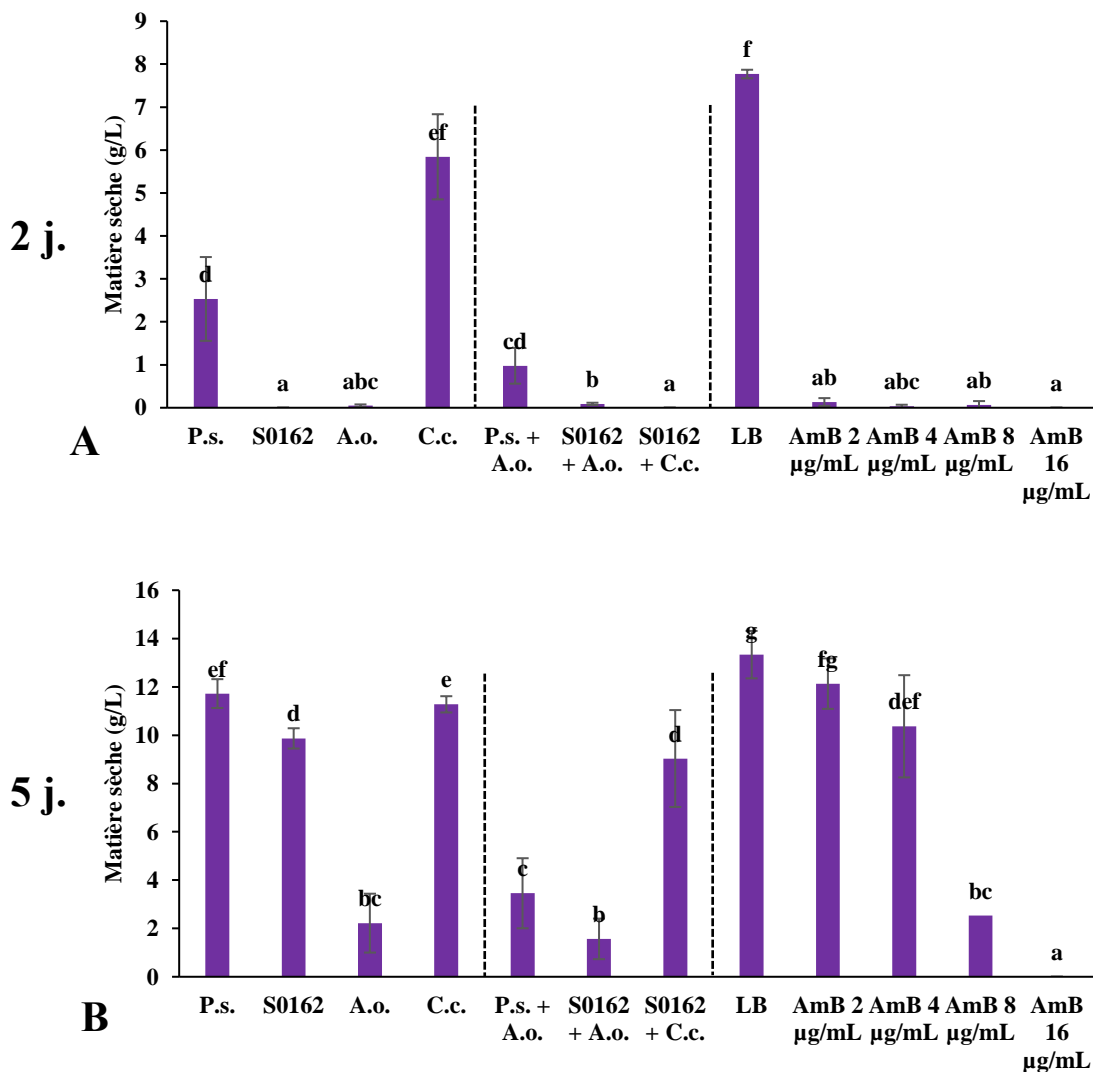 9
8
7
6
5
4
3
2
1
0
Matière sèche (g/L)
2 j.
d
a
abc
ef
cd
b
a
f
ab
abc
ab
a
A
P.s.
S0162
A.o.
C.c.
P.s. +
A.o.
S0162
+ A.o.
S0162
+ C.c.
LB
AmB 2
µg/mL
AmB 4
µg/mL
AmB 8
µg/mL
AmB
16
µg/mL
16
14
12
10
8
6
4
2
0
Matière sèche (g/L)
5 j.
ef
d
bc
e
c
b
d
g
fg
def
bc
a
B
P.s.
S0162
A.o.
C.c.
P.s. +
A.o.
S0162
+ A.o.
S0162
+ C.c.
LB
AmB 2
µg/mL
AmB 4
µg/mL
AmB 8
µg/mL
AmB
16
µg/mL